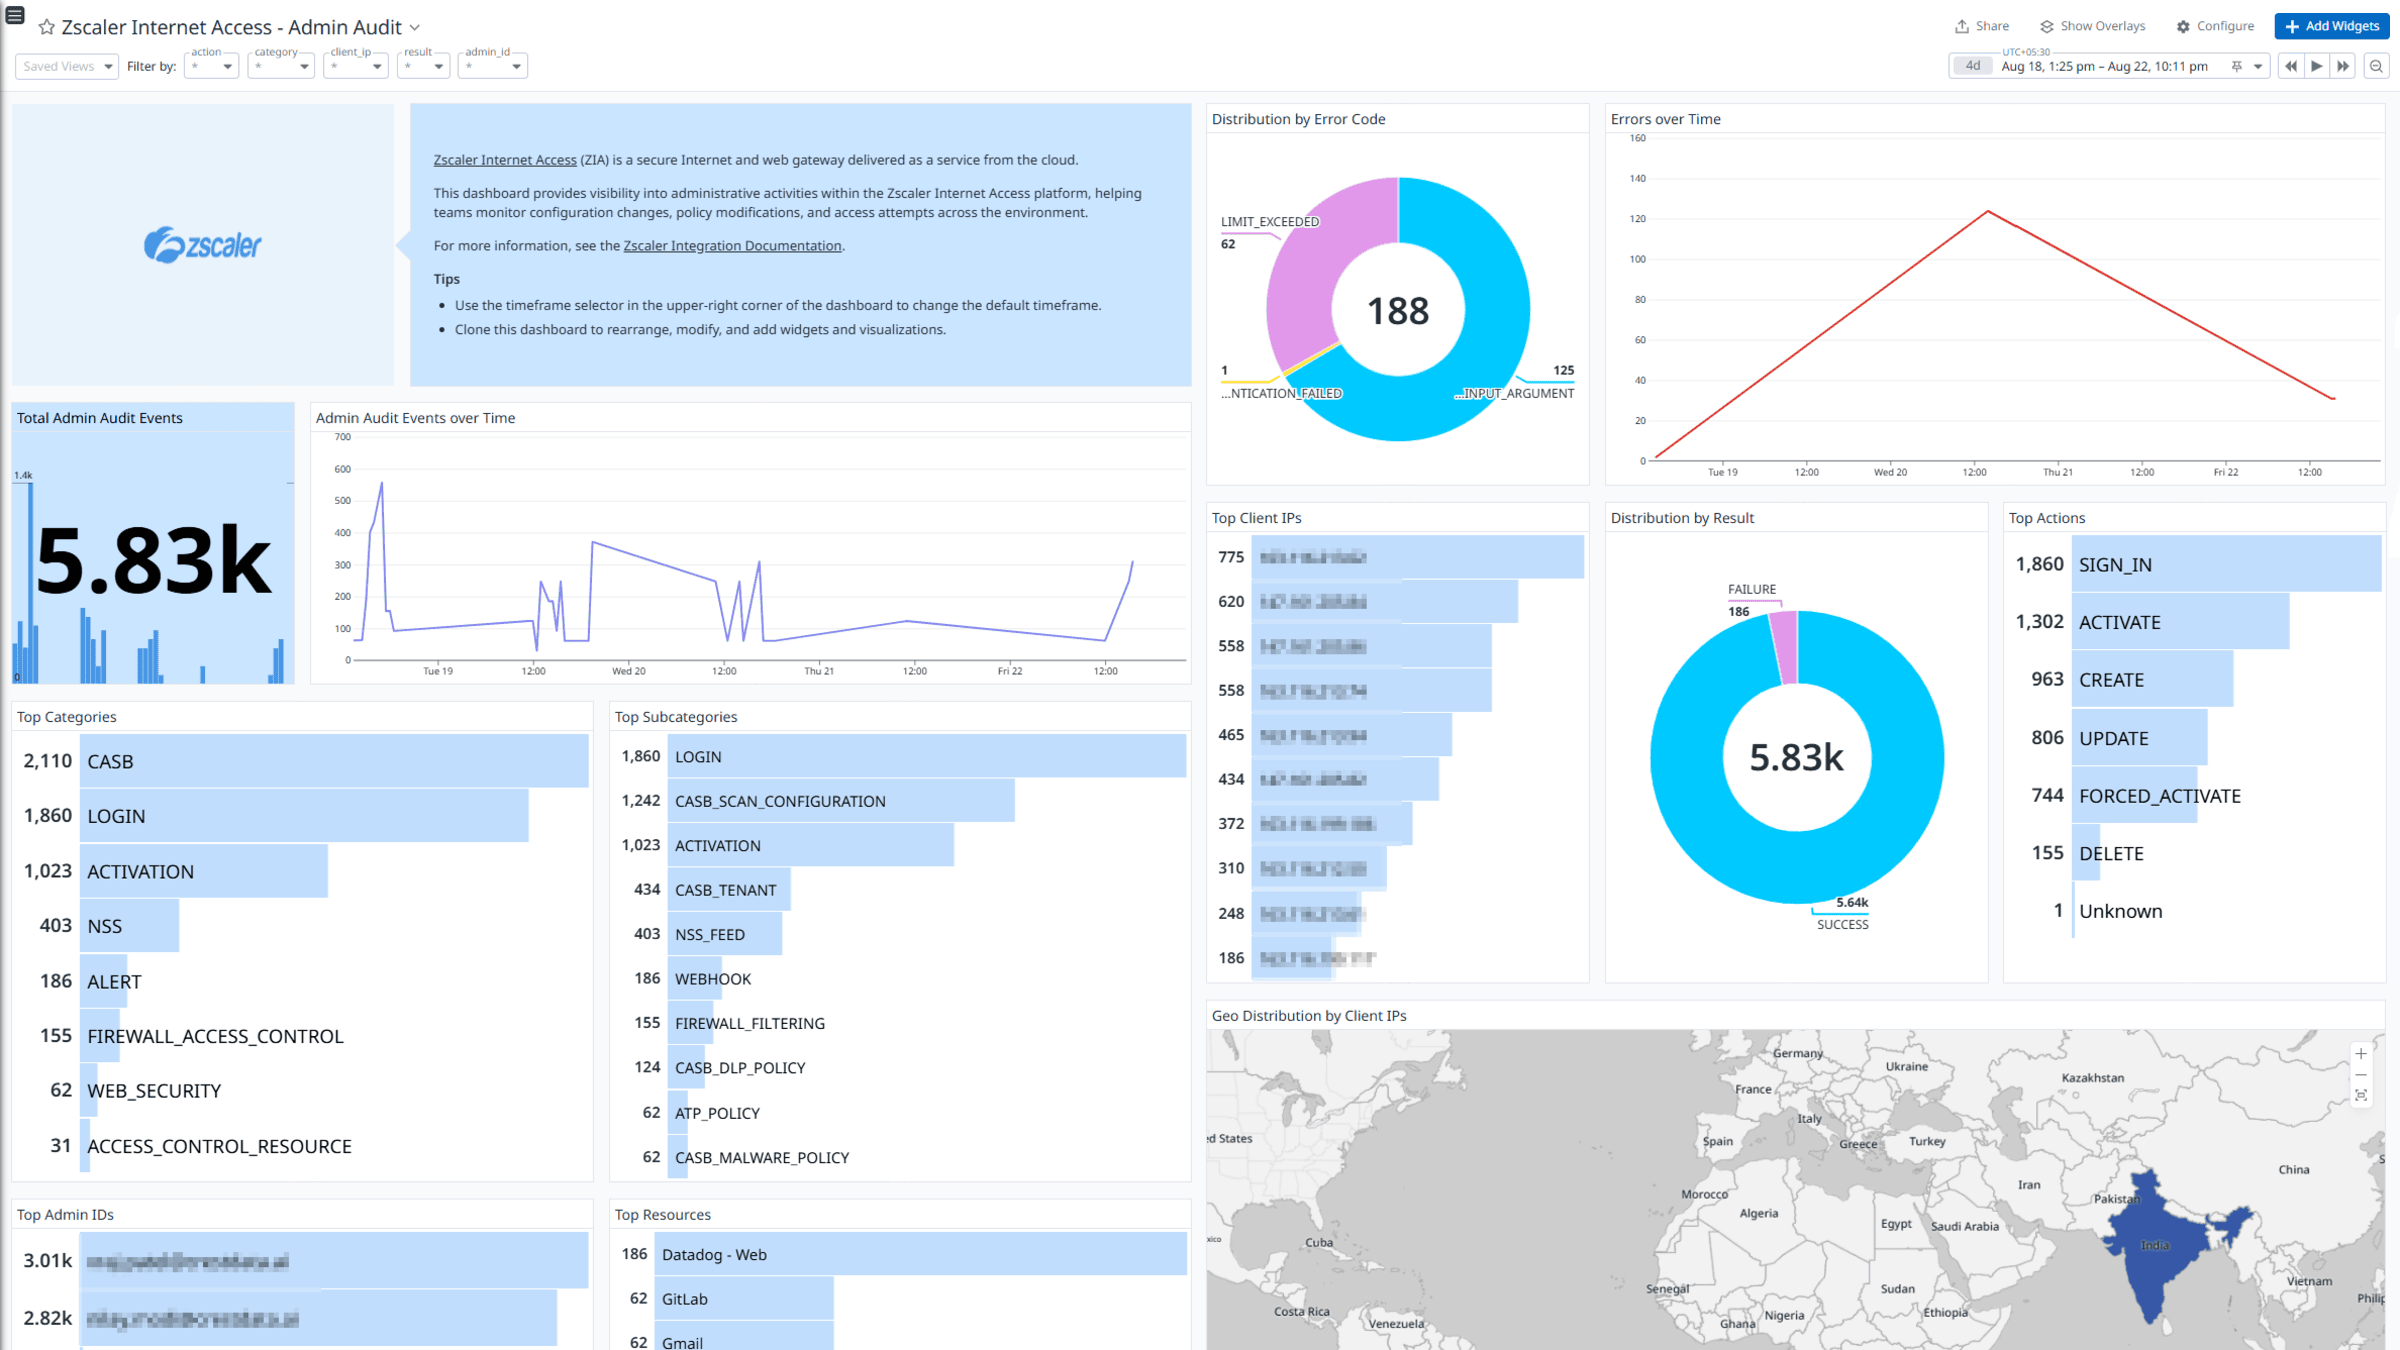 Zscaler Internet Access - Admin Audit
Share
Show Overlays
Configure
Add Widgets
Saved Views
Filter by:
action
*
category
*
client_ip
*
result
*
admin_id
*
UTC+05:30
4d
Aug 18, 1:25 pm – Aug 22, 10:11 pm
zscaler
Zscaler Internet Access (ZIA) is a secure Internet and web gateway delivered as a service from the cloud.
This dashboard provides visibility into administrative activities within the Zscaler Internet Access platform, helping
teams monitor configuration changes, policy modifications, and access attempts across the environment.
For more information, see the Zscaler Integration Documentation.
Tips
• Use the timeframe selector in the upper-right corner of the dashboard to change the default timeframe.
• Clone this dashboard to rearrange, modify, and add widgets and visualizations.
Distribution by Error Code
LIMIT_EXCEEDED
62
188
1
...NTICATION_FAILED
125
...INPUT_ARGUMENT
Errors over Time
160
140
120
100
80
60
40
20
0
Tue 19
12:00
Wed 20
12:00
Thu 21
12:00
Fri 22
12:00
Total Admin Audit Events
1.4k
5.83k
0
Admin Audit Events over Time
700
600
500
400
300
200
100
0
Tue 19
12:00
Wed 20
12:00
Thu 21
12:00
Fri 22
12:00
Top Client IPs
775
620
558
558
465
434
372
310
248
186
Distribution by Result
FAILURE
186
5.83k
5.64k
SUCCESS
Top Actions
1,860 SIGN_IN
1,302 ACTIVATE
963 CREATE
806 UPDATE
744 FORCED_ACTIVATE
155 DELETE
1 Unknown
Top Categories
2,110 CASB
1,860 LOGIN
1,023 ACTIVATION
403 NSS
186 ALERT
155 FIREWALL_ACCESS_CONTROL
62 WEB_SECURITY
31 ACCESS_CONTROL_RESOURCE
Top Subcategories
1,860 LOGIN
1,242 CASB_SCAN_CONFIGURATION
1,023 ACTIVATION
434 CASB_TENANT
403 NSS_FEED
186 WEBHOOK
155 FIREWALL_FILTERING
124 CASB_DLP_POLICY
62 ATP_POLICY
62 CASB_MALWARE_POLICY
Geo Distribution by Client IPs
Germany
Ukraine
Kazakhstan
France
Italy
Spain
Greece
Turkey
ed States
China
Iran
Pakistan
Morocco
Algeria
Egypt
Saudi Arabia
xico
Cuba
India
Vietnam
Senegal
Sudan
Philip
Costa Rica
Venezuela
Ghana
Nigeria
Ethiopia
Top Admin IDs
3.01k
2.82k
Top Resources
186 Datadog - Web
62 GitLab
62 Gmail